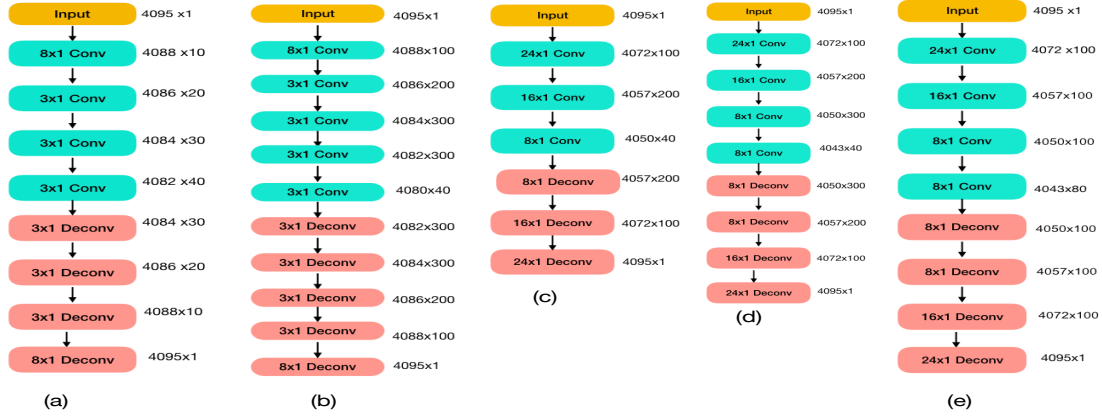 Input 4095 x1
8x1 Conv 4088 x10
3x1 Conv 4086 x20
3x1 Conv 4084 x30
3x1 Conv 4082 x40
3x1 Deconv 4084 x30
3x1 Deconv 4086 x20
3x1 Deconv 4088x10
8x1 Deconv 4095x1
(a)
Input 4095x1
8x1 Conv 4088x100
3x1 Conv 4086x200
3x1 Conv 4084x300
3x1 Conv 4082x300
3x1 Conv 4080x40
3x1 Deconv 4082x300
3x1 Deconv 4084x300
3x1 Deconv 4086x200
3x1 Deconv 4088x100
8x1 Deconv 4095x1
(b)
Input 4095x1
24x1 Conv 4072x100
16x1 Conv 4057x200
8x1 Conv 4050x40
8x1 Deconv 4057x200
16x1 Deconv 4072x100
24x1 Deconv 4095x1
(c)
Input 4095x1
24x1 Conv 4072x100
16x1 Conv 4057x200
8x1 Conv 4050x300
8x1 Conv 4043x40
8x1 Deconv 4050x300
8x1 Deconv 4057x200
16x1 Deconv 4072x100
24x1 Deconv 4095x1
(d)
Input 4095 x1
24x1 Conv 4072 x100
16x1 Conv 4057x100
8x1 Conv 4050x100
8x1 Conv 4043x80
8x1 Deconv 4050x100
8x1 Deconv 4057x100
16x1 Deconv 4072x100
24x1 Deconv 4095x1
(e)